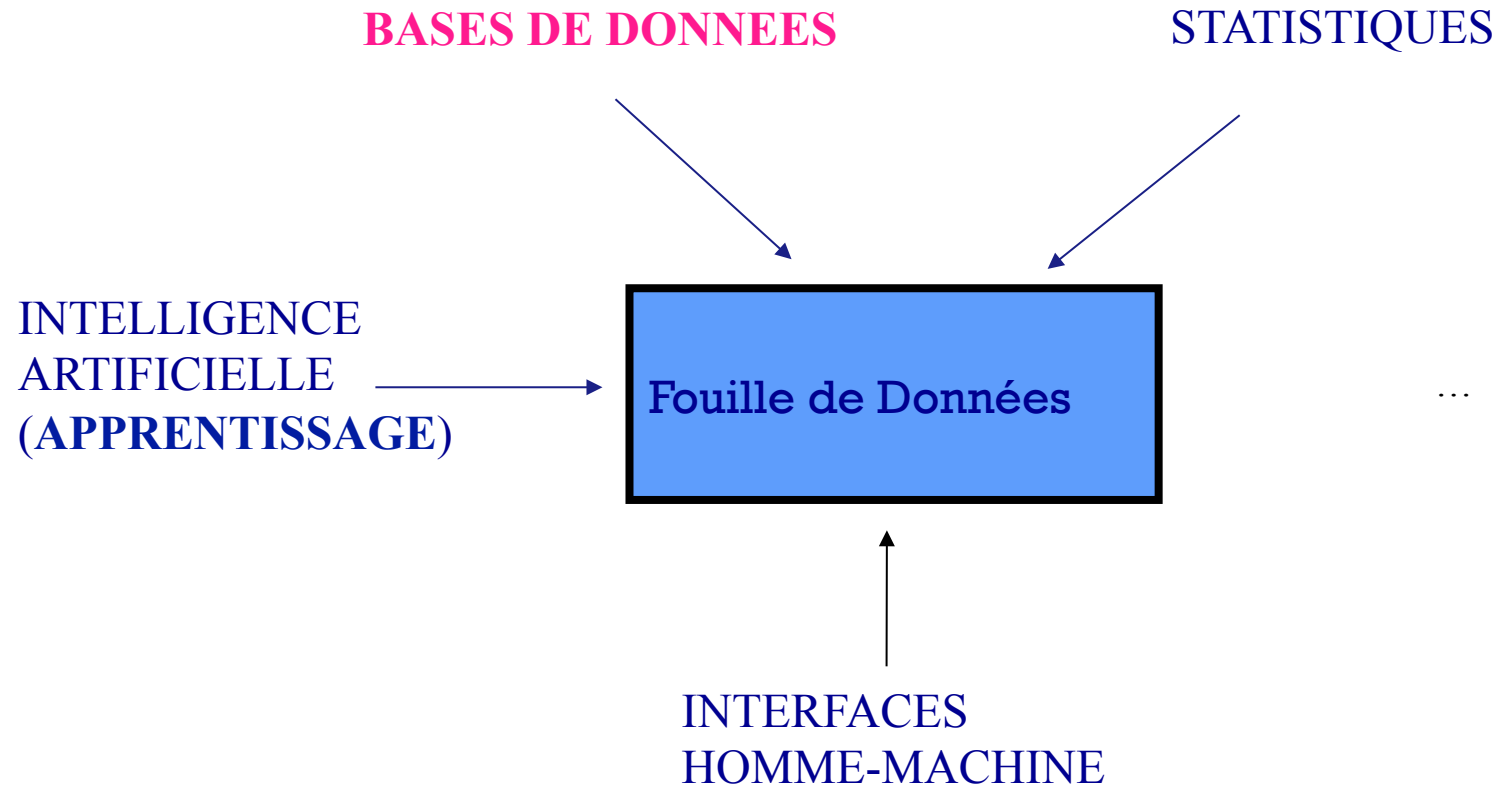 BASES DE DONNEES
STATISTIQUES
INTELLIGENCE
ARTIFICIELLE
(APPRENTISSAGE)
Fouille de Données
...
INTERFACES
HOMME-MACHINE